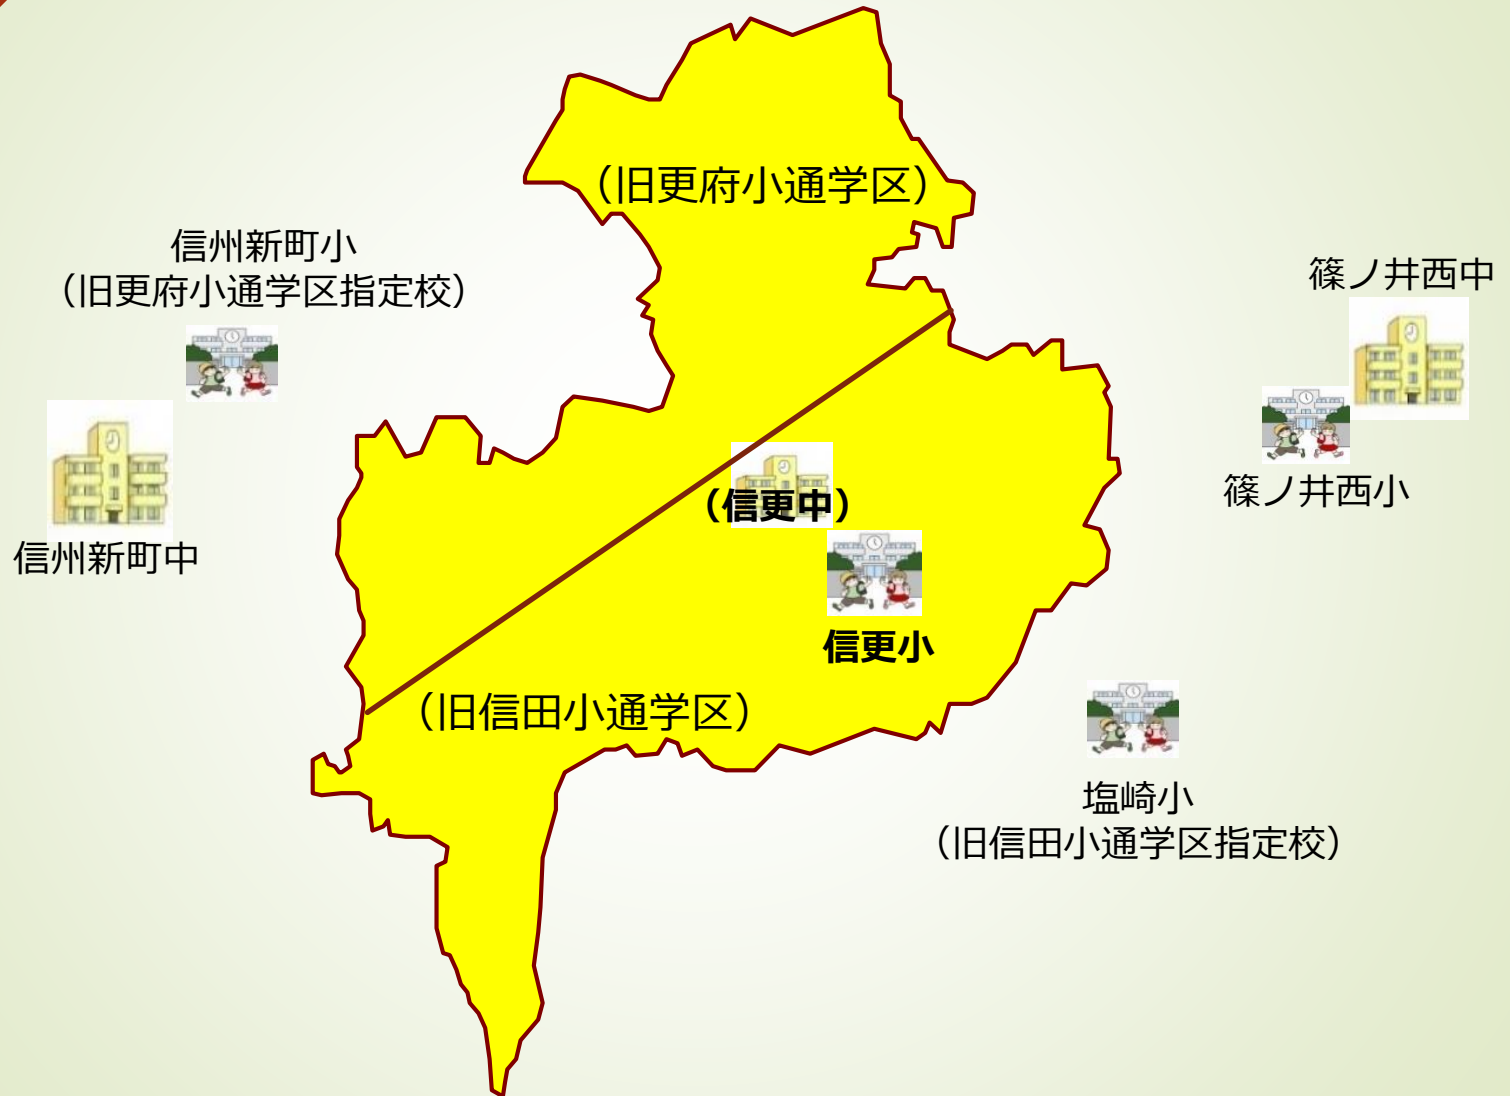 （旧更府小通学区）
信州新町小
（旧更府小通学区指定校）
篠ノ井西中
篠ノ井西小
（信更中）
信州新町中
信更小
（旧信田小通学区）
塩崎小
（旧信田小通学区指定校）